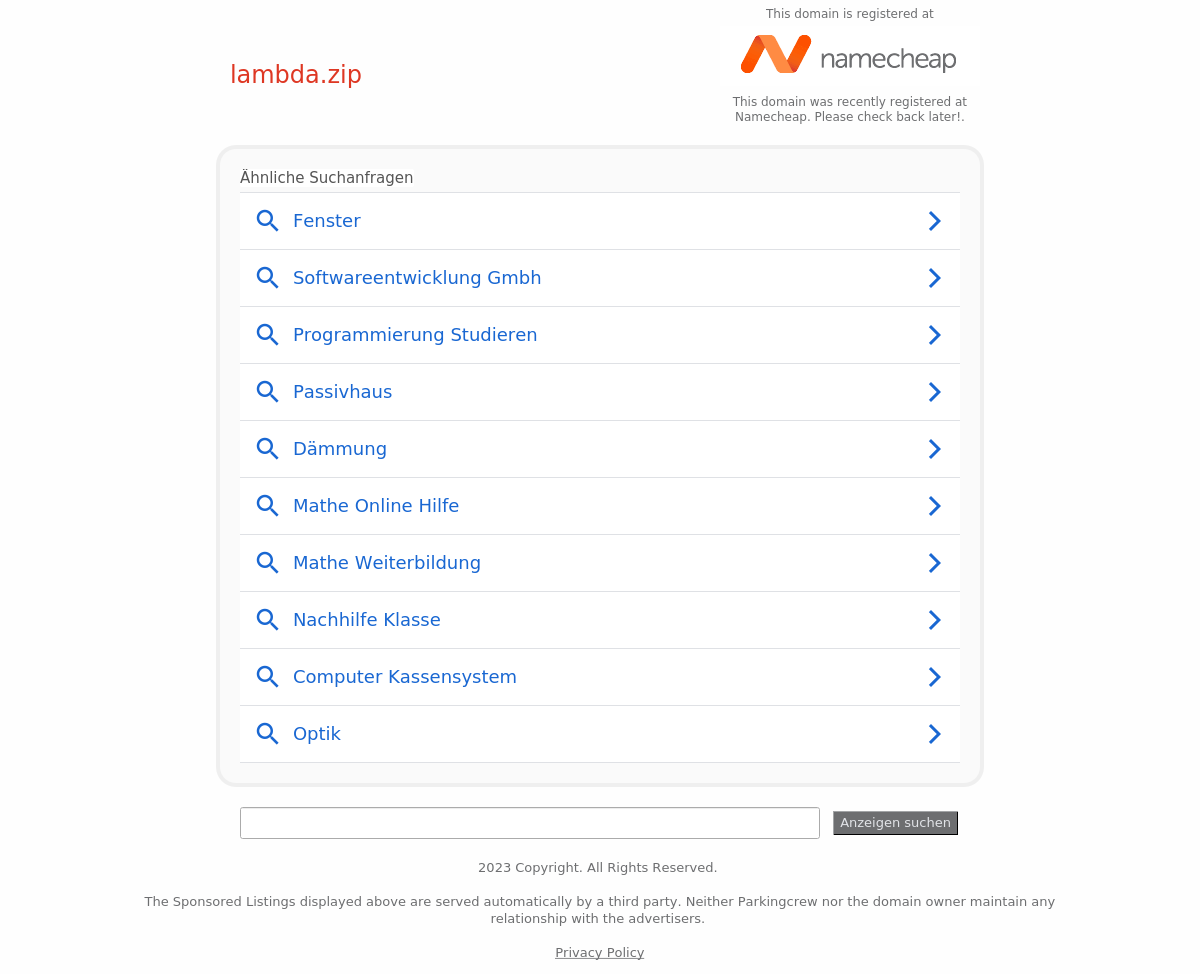 This domain is registered at
namecheap
lambda.zip
This domain was recently registered at
Namecheap. Please check back later!.
Ähnliche Suchanfragen
Fenster
Softwareentwicklung Gmbh
Programmierung Studieren
Passivhaus
Dämmung
Mathe Online Hilfe
Mathe Weiterbildung
Nachhilfe Klasse
Computer Kassensystem
Optik
Anzeigen suchen
2023 Copyright. All Rights Reserved.
The Sponsored Listings displayed above are served automatically by a third party. Neither Parkingcrew nor the domain owner maintain any
relationship with the advertisers.
Privacy Policy